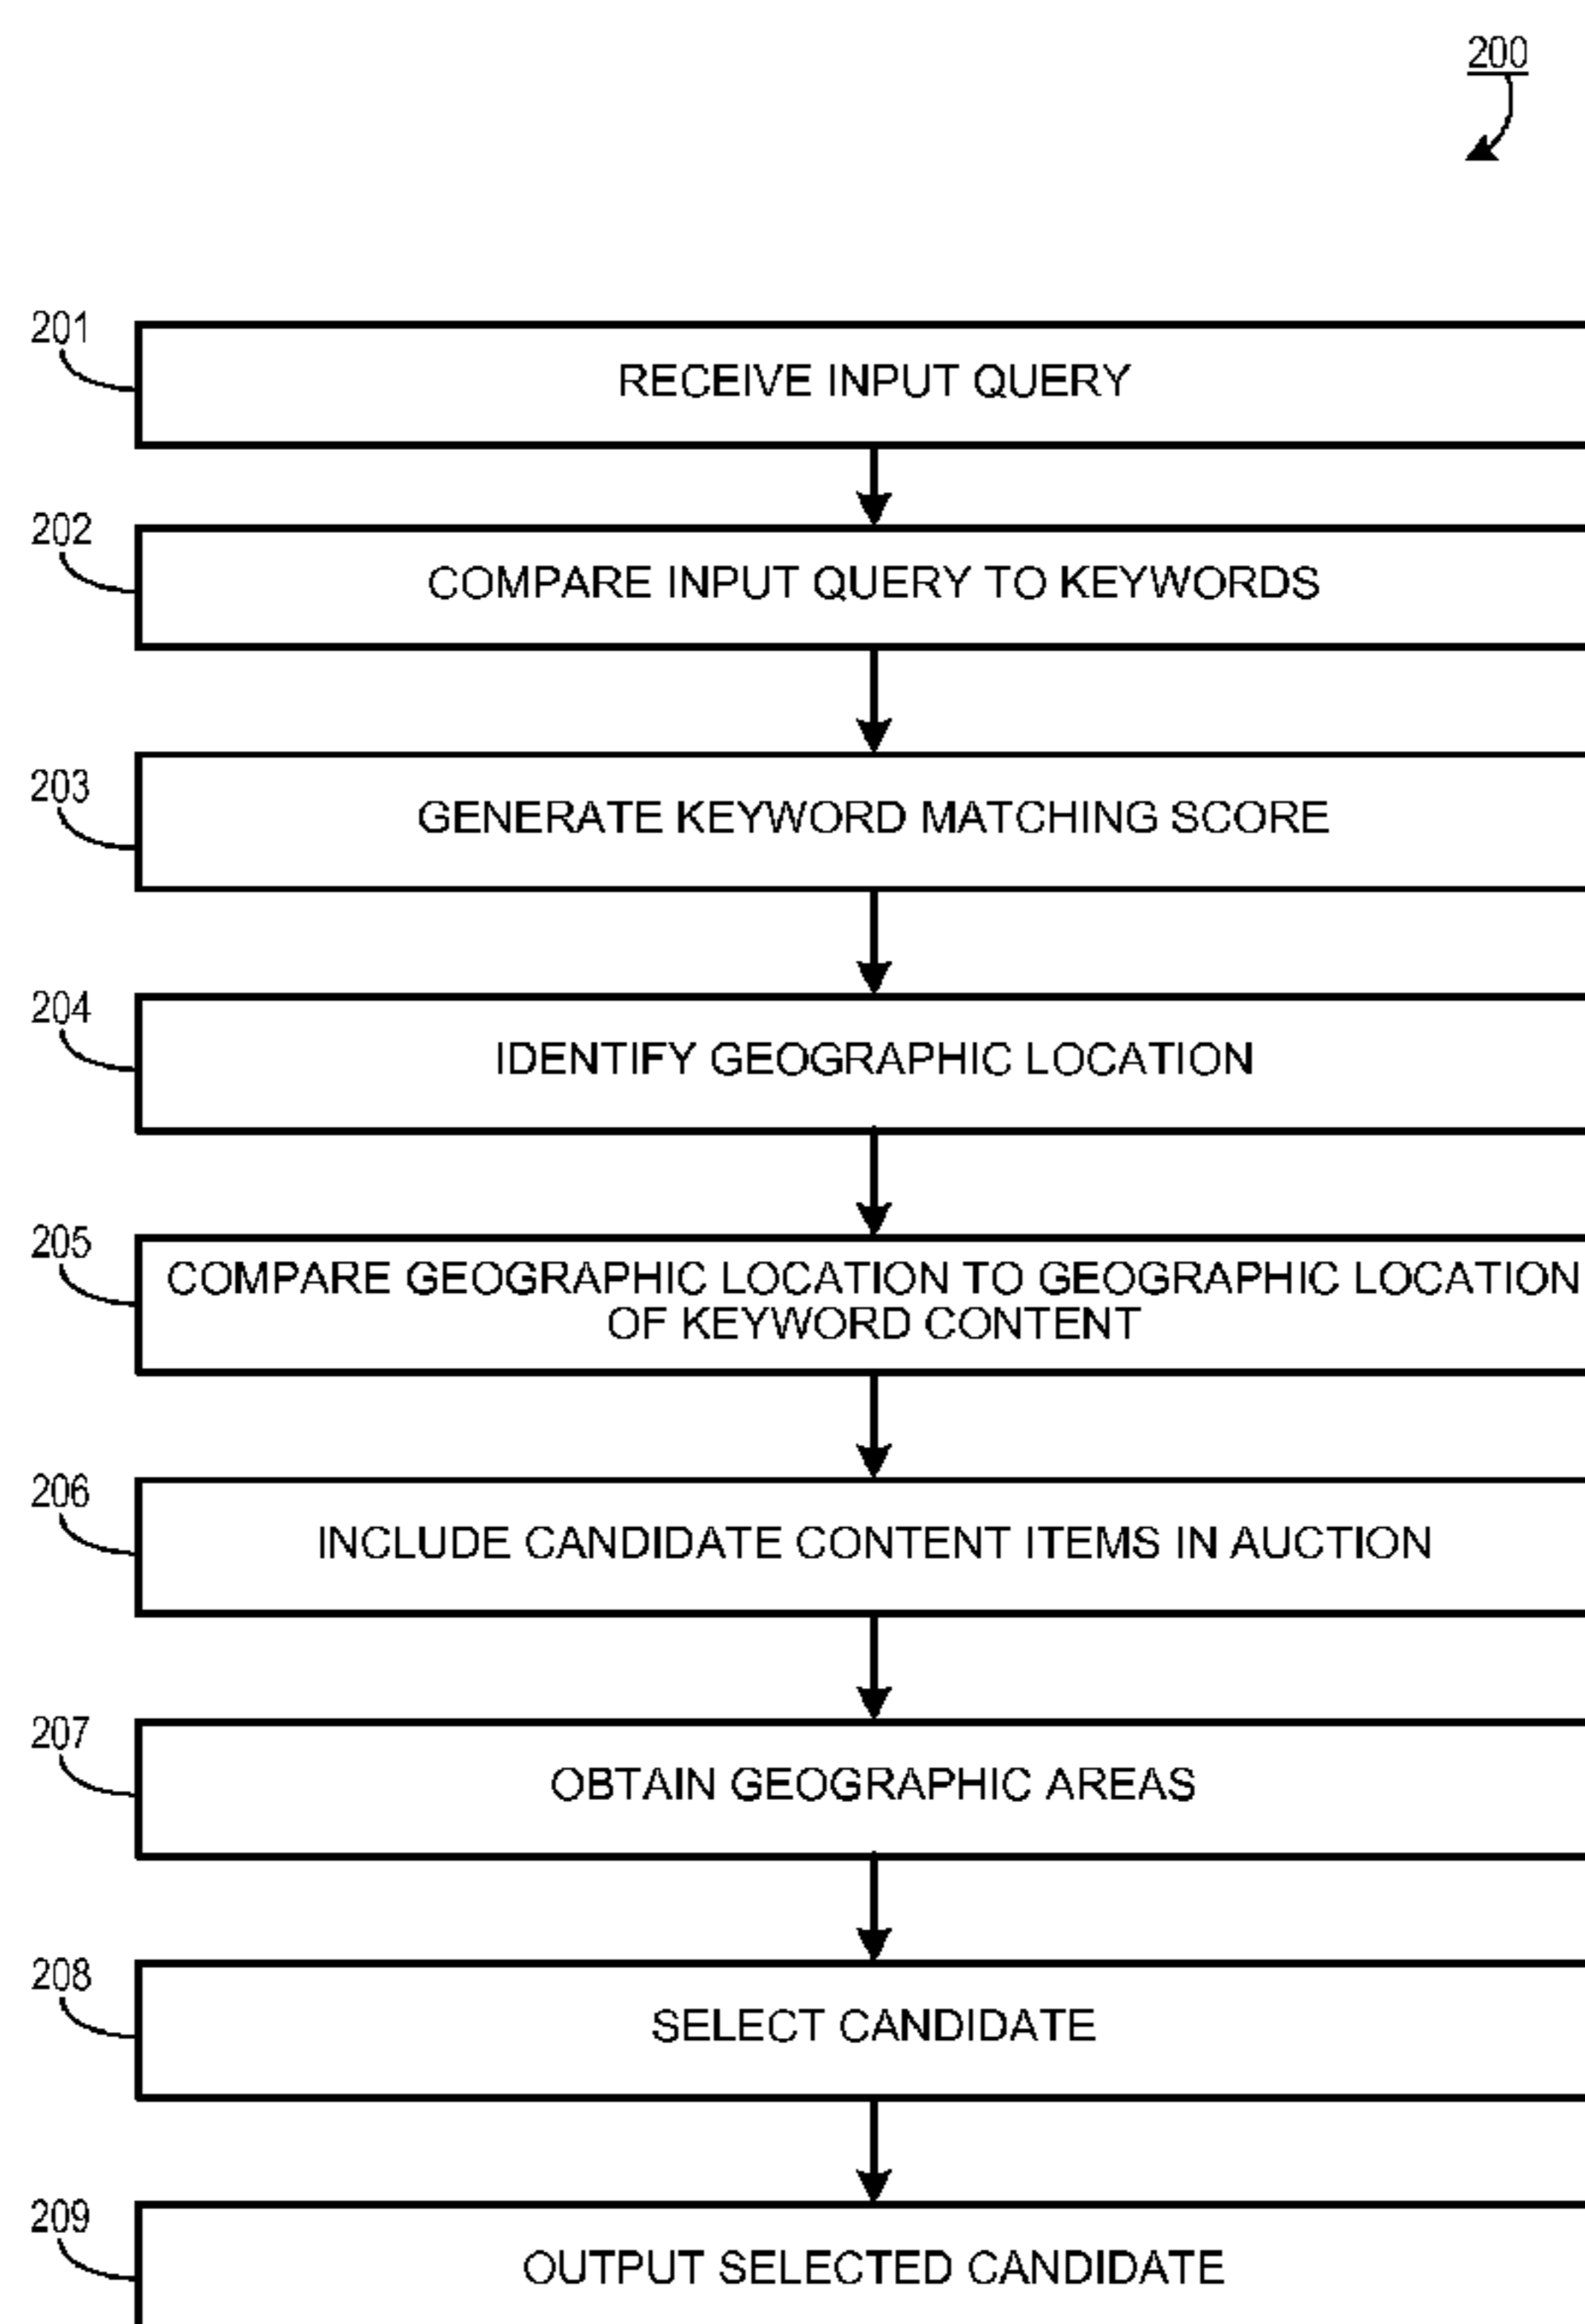 200
201
RECEIVE INPUT QUERY
202
COMPARE INPUT QUERY TO KEYWORDS
203
GENERATE KEYWORD MATCHING SCORE
204
IDENTIFY GEOGRAPHIC LOCATION
205
COMPARE GEOGRAPHIC LOCATION TO GEOGRAPHIC LOCATION
OF KEYWORD CONTENT
206
INCLUDE CANDIDATE CONTENT ITEMS IN AUCTION
207
OBTAIN GEOGRAPHIC AREAS
208
SELECT CANDIDATE
209
OUTPUT SELECTED CANDIDATE